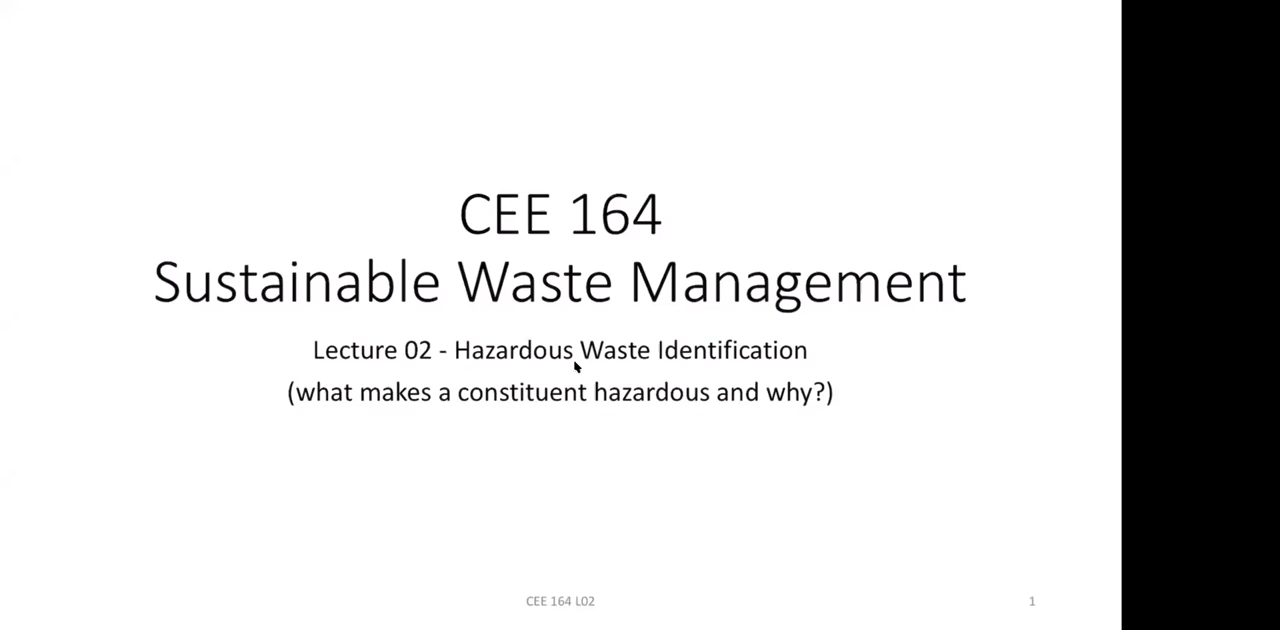 CEE 164
Sustainable Waste Management
Lecture 02 - Hazardous Waste Identification
(what makes a constituent hazardous and why?)
CEE 164 L02
1